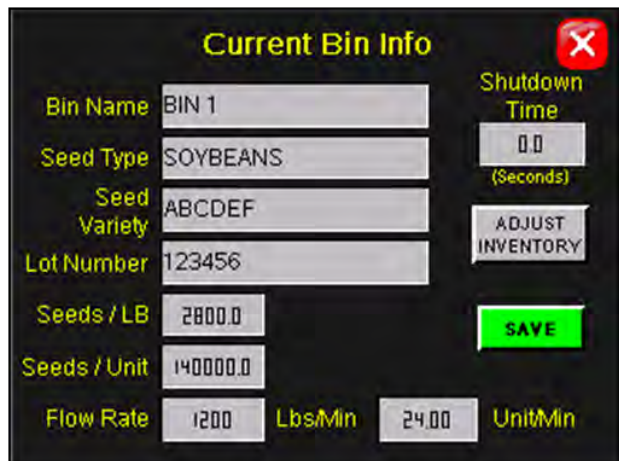 Current Bin Info
Shutdown
Time
Bin Name BIN 1
0.0
(Seconds)
Seed Type SOYBEANS
Seed
Variety
ABCDEF
ADJUST
INVENTORY
Lot Number 123456
Seeds / LB 2800.0
SAVE
Seeds / Unit 140000.0
Flow Rate 1200 Lbs/Min 24.00 Unit/Min